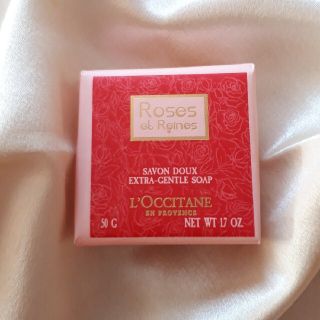 Roses
et Reines
SAVON DOUX
EXTRA-GENTLE SOAP
L'OCCITANE
EN PROVENCE
50 G NET WT 1.7 OZ.